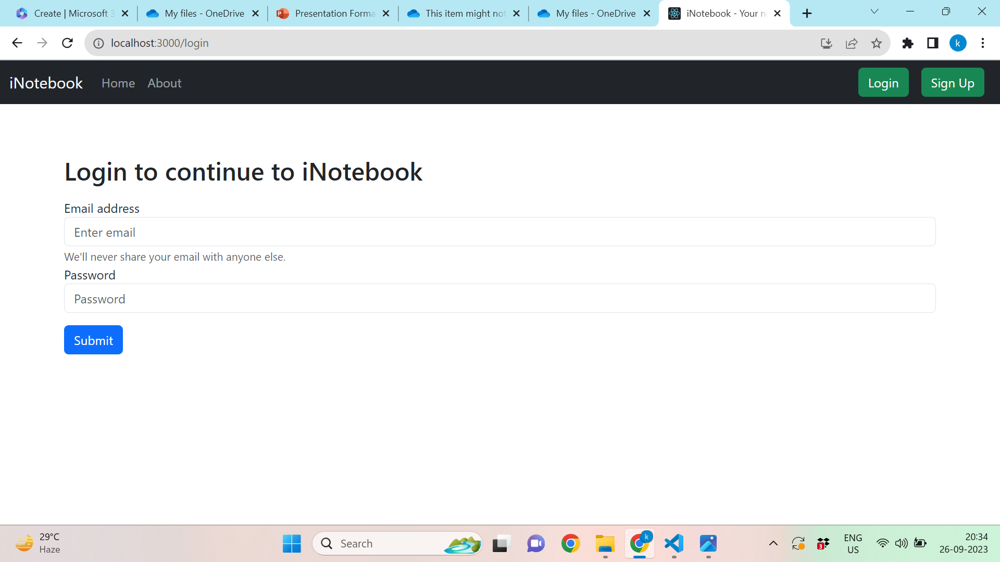 Create | Microsoft 3
My files - OneDrive
Presentation Forma
This item might not
My files - OneDrive
iNotebook - Your n
localhost:3000/login
k
iNotebook
Home
About
Login
Sign Up
Login to continue to iNotebook
Email address
Enter email
We'll never share your email with anyone else.
Password
Password
Submit
29°C
Haze
Search
k
3
ENG
US
20:34
26-09-2023